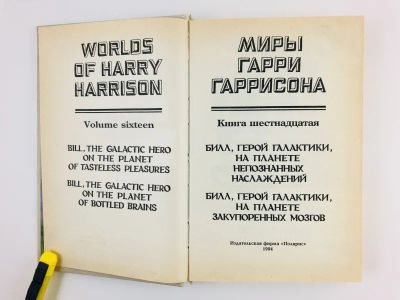 WORLDS
OF HARRY
HARRISON
Volume sixteen
BILL, THE GALACTIC HERO
ON THE PLANET
OF TASTELESS PLEASURES
BILL, THE GALACTIC HERO
ON THE PLANET
OF BOTTLED BRAINS
МИРЫ
ГАРРИ
ГАРРИСОНА
Книга шестнадцатая
БИЛЛ, ГЕРОЙ ГАЛАКТИКИ,
НА ПЛАНЕТЕ
НЕПОЗНАННЫХ
НАСЛАЖДЕНИЙ
БИЛЛ, ГЕРОЙ ГАЛАКТИКИ,
НА ПЛАНЕТЕ
ЗАКУПОРЕННЫХ МОЗГОВ
Издательская фирма «Полярис»
1994